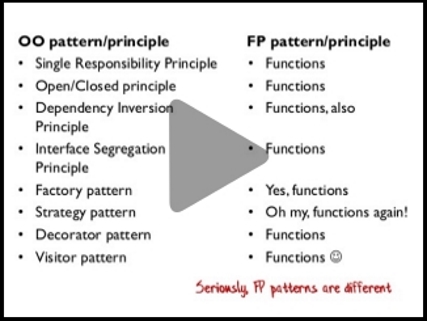 OO pattern/principle
• Single Responsibility Principle
• Open/Closed principle
• Dependency Inversion
Principle
• Interface Segregation
Principle
• Factory pattern
• Strategy pattern
• Decorator pattern
• Visitor pattern
FP pattern/principle
• Functions
• Functions
• Functions, also
• Functions
• Yes, functions
• Oh my, functions again!
• Functions
• Functions ☺
Seriously, FP patterns are different